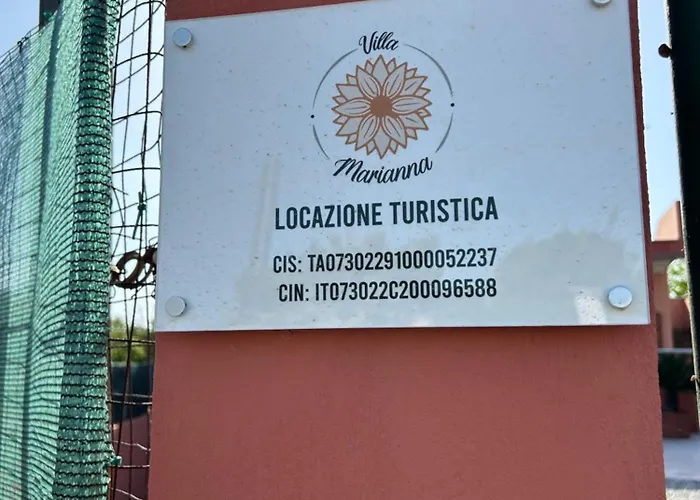 Villa
Marianna
LOCAZIONE TURISTICA
CIS: TA07302291000052237
CIN: IT073022C200096588